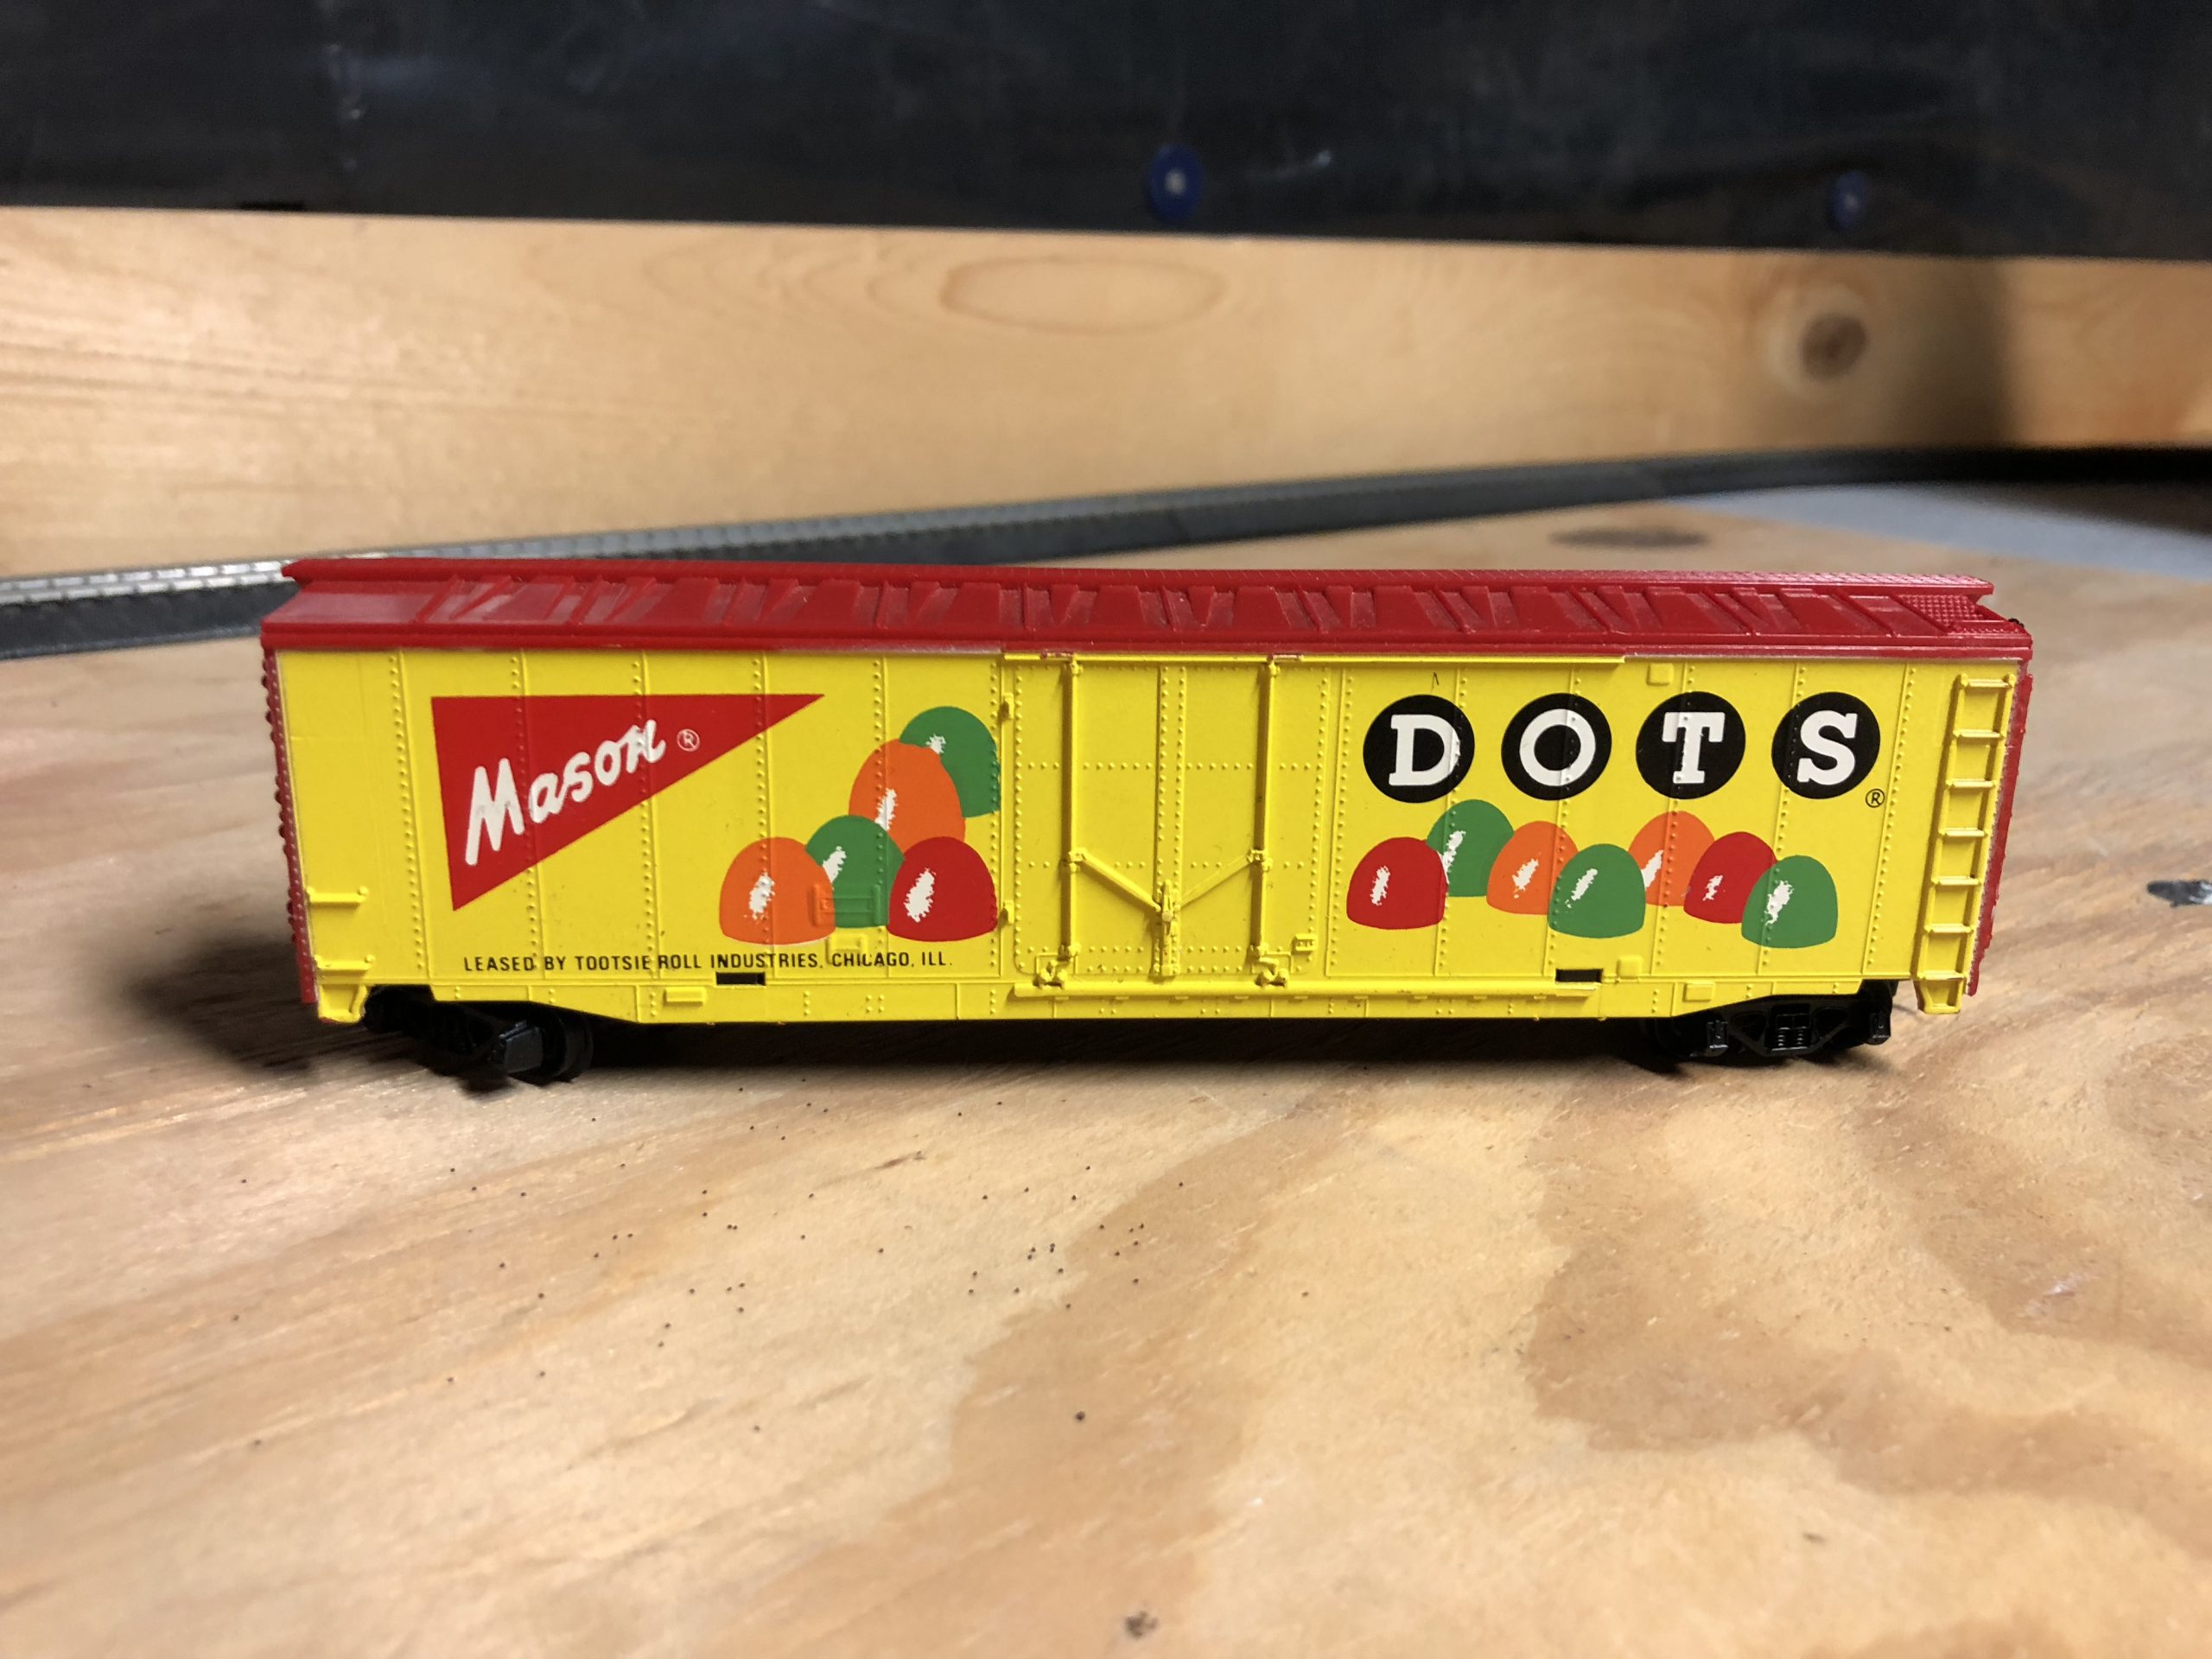 Mason ®
DOTS ®
LEASED BY TOOTSIE ROLL INDUSTRIES, CHICAGO, ILL.